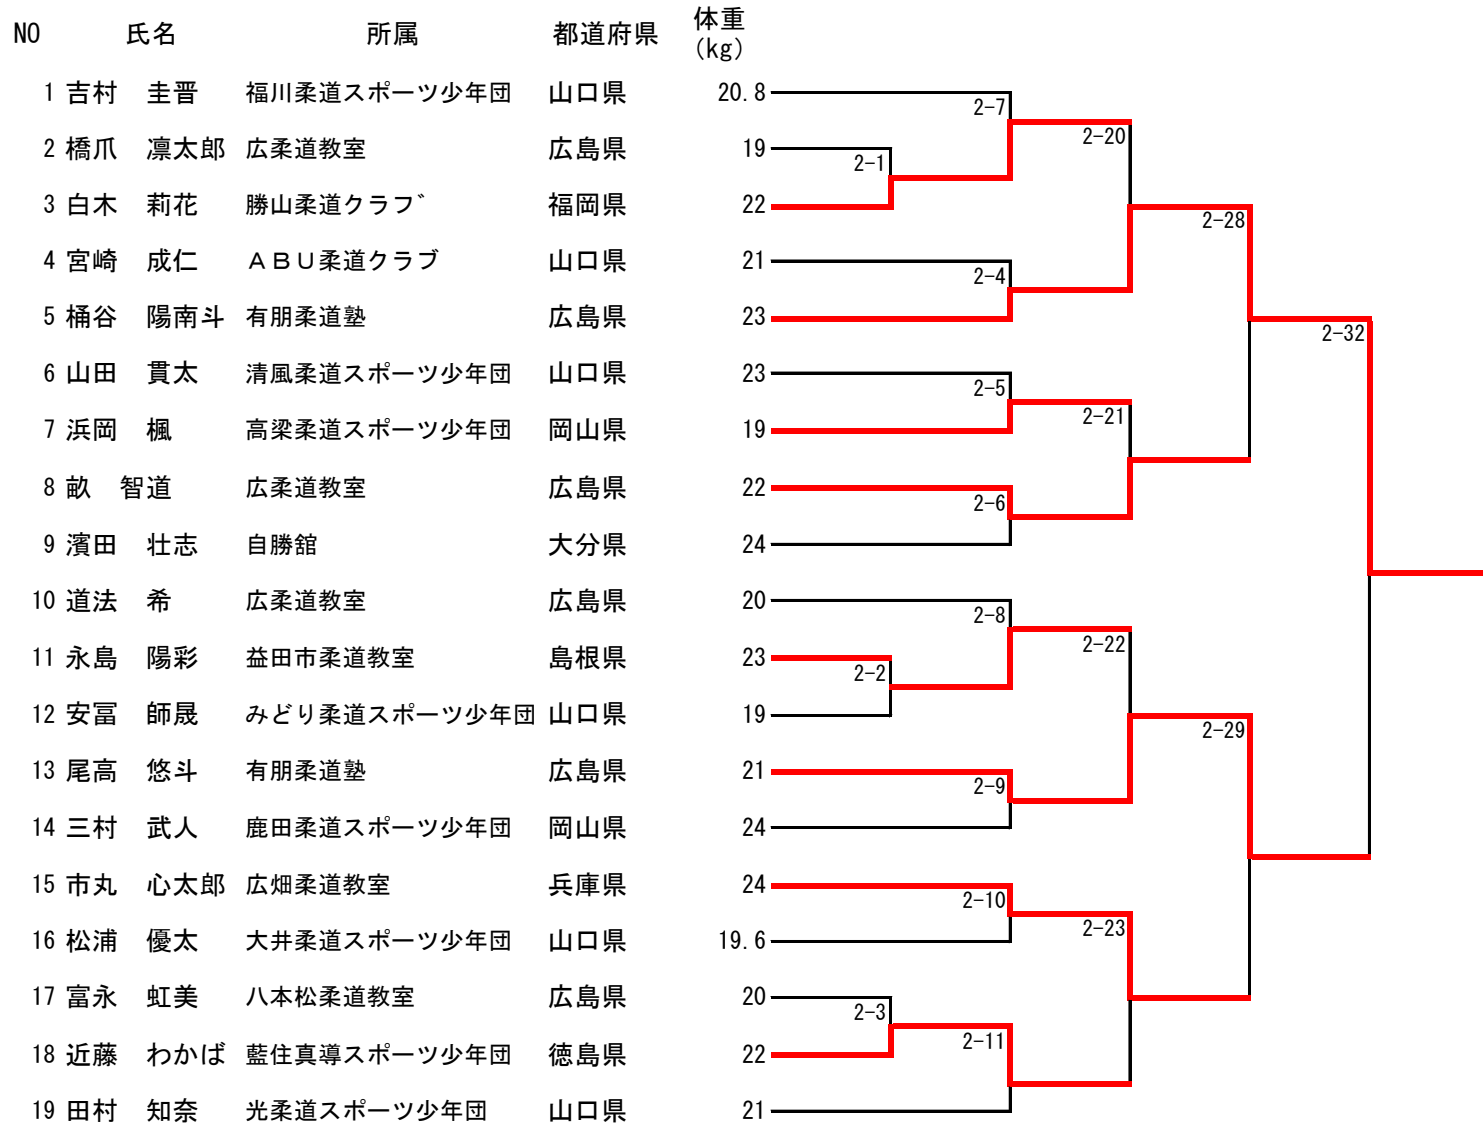 NO 氏名 所属 都道府県 体重(kg)
1 吉村 圭晋 福川柔道スポーツ少年団 山口県 20.8
2-7
2-20
2 橋爪 凛太郎 広柔道教室 広島県 19
2-1
3 白木 莉花 勝山柔道クラブ 福岡県 22
2-28
4 宮崎 成仁 ＡＢＵ柔道クラブ 山口県 21
2-4
5 桶谷 陽南斗 有朋柔道塾 広島県 23
2-32
6 山田 貫太 清風柔道スポーツ少年団 山口県 23
2-5
2-21
7 浜岡 楓 高梁柔道スポーツ少年団 岡山県 19
8 畝 智道 広柔道教室 広島県 22
2-6
9 濱田 壮志 自勝舘 大分県 24
10 道法 希 広柔道教室 広島県 20
2-8
2-22
11 永島 陽彩 益田市柔道教室 島根県 23
2-2
12 安冨 師晟 みどり柔道スポーツ少年団 山口県 19
2-29
13 尾高 悠斗 有朋柔道塾 広島県 21
2-9
14 三村 武人 鹿田柔道スポーツ少年団 岡山県 24
15 市丸 心太郎 広畑柔道教室 兵庫県 24
2-10
2-23
16 松浦 優太 大井柔道スポーツ少年団 山口県 19.6
17 富永 虹美 八本松柔道教室 広島県 20
2-3
2-11
18 近藤 わかば 藍住真導スポーツ少年団 徳島県 22
19 田村 知奈 光柔道スポーツ少年団 山口県 21